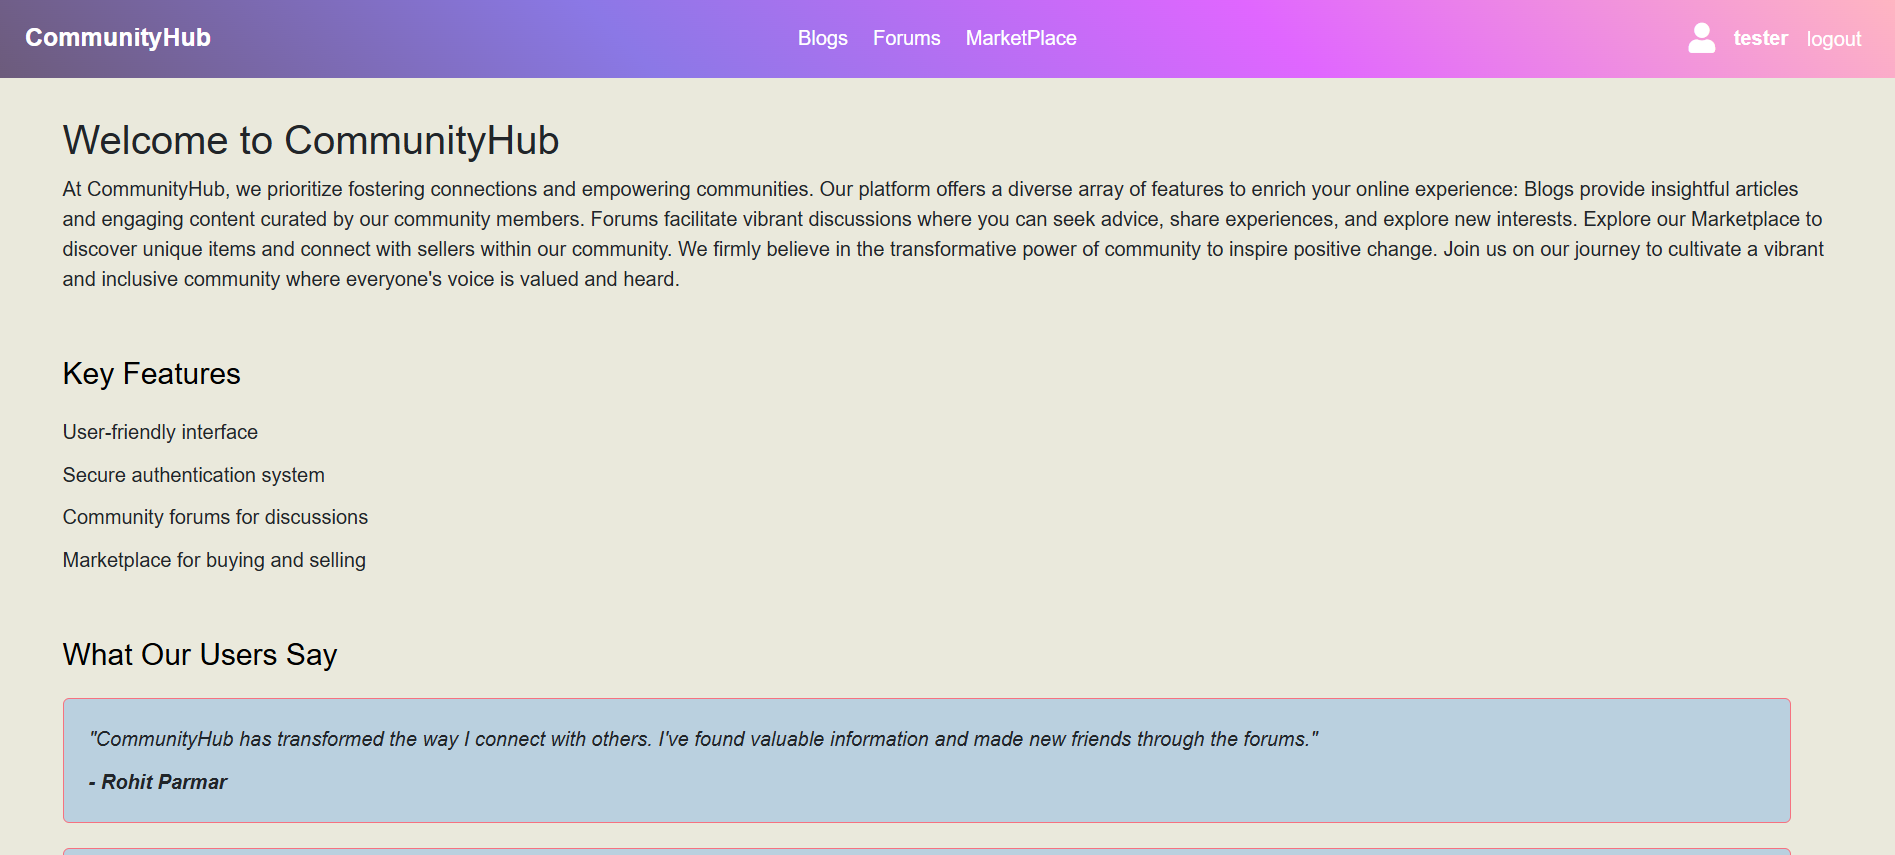 CommunityHub
Blogs Forums MarketPlace
tester logout
Welcome to CommunityHub
At CommunityHub, we prioritize fostering connections and empowering communities. Our platform offers a diverse array of features to enrich your online experience: Blogs provide insightful articles
and engaging content curated by our community members. Forums facilitate vibrant discussions where you can seek advice, share experiences, and explore new interests. Explore our Marketplace to
discover unique items and connect with sellers within our community. We firmly believe in the transformative power of community to inspire positive change. Join us on our journey to cultivate a vibrant
and inclusive community where everyone's voice is valued and heard.
Key Features
User-friendly interface
Secure authentication system
Community forums for discussions
Marketplace for buying and selling
What Our Users Say
"CommunityHub has transformed the way I connect with others. I've found valuable information and made new friends through the forums."
- Rohit Parmar